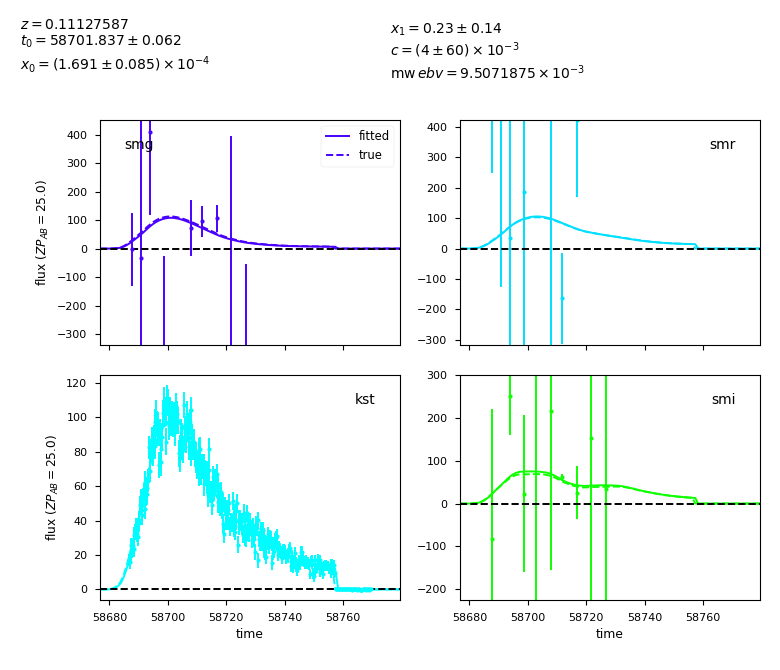 z = 0.11127587
t₀ = 58701.837 ± 0.062
x₀ = (1.691 ± 0.085) × 10⁻⁴
x₁ = 0.23 ± 0.14
c = (4 ± 60) × 10⁻³
mw ebv = 9.5071875 × 10⁻³
smg
fitted
true
400
300
200
100
0
−100
−200
−300
flux (ZP_AB = 25.0)
smr
400
300
200
100
0
−100
−200
−300
kst
120
100
80
60
40
20
0
flux (ZP_AB = 25.0)
58680 58700 58720 58740 58760
time
smi
300
200
100
0
−100
−200
58680 58700 58720 58740 58760
time